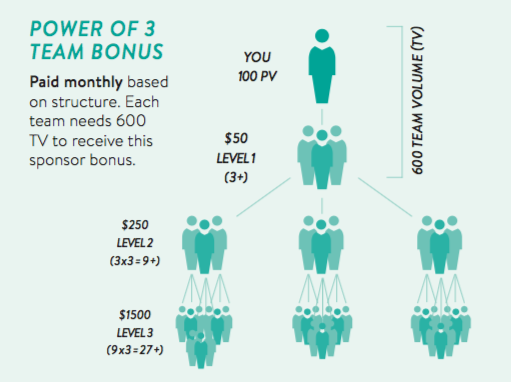 POWER OF 3
TEAM BONUS
Paid monthly based
on structure. Each
team needs 600
TV to receive this
sponsor bonus.
YOU
100 PV
600 TEAM VOLUME (TV)
$50
LEVEL 1
(3+)
$250
LEVEL 2
(3x3=9+)
$1500
LEVEL 3
(9x3=27+)